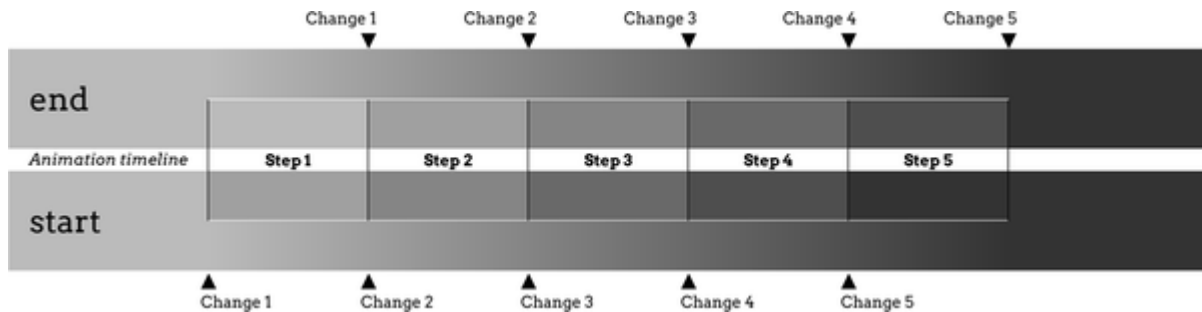 Change 1 Change 2 Change 3 Change 4 Change 5
end
Animation timeline Step 1 Step 2 Step 3 Step 4 Step 5
start
Change 1 Change 2 Change 3 Change 4 Change 5